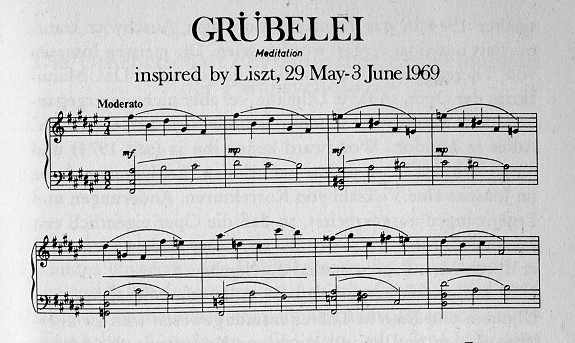 GRÜBELEI
Meditation
inspired by Liszt, 29 May-3 June 1969
Moderato
mf mp mf mp